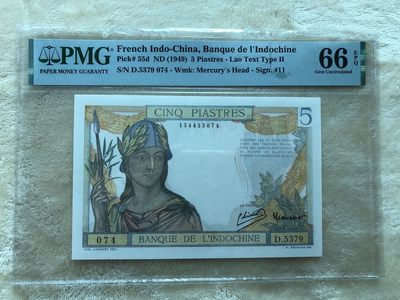 PMG
PAPER MONEY GUARANTY
French Indo-China, Banque de l'Indochine
Pick# 55d ND (1949) 5 Piastres - Lao Text Type II
S/N D.5379 074 - Wmk: Mercury's Head - Sign. #11
66 EPQ
Gem Uncirculated
CINQ PIASTRES
134453074
5
074
BANQUE DE L'INDOCHINE
D.5379